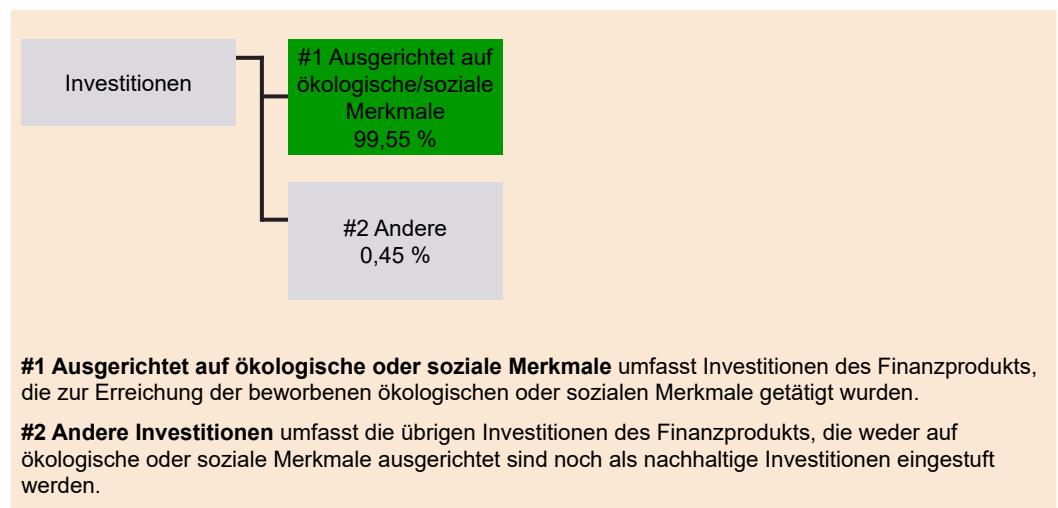 Investitionen
#1 Ausgerichtet auf
ökologische/soziale
Merkmale
99,55 %
#2 Andere
0,45 %
#1 Ausgerichtet auf ökologische oder soziale Merkmale umfasst Investitionen des Finanzprodukts,
die zur Erreichung der beworbenen ökologischen oder sozialen Merkmale getätigt wurden.
#2 Andere Investitionen umfasst die übrigen Investitionen des Finanzprodukts, die weder auf
ökologische oder soziale Merkmale ausgerichtet sind noch als nachhaltige Investitionen eingestuft
werden.